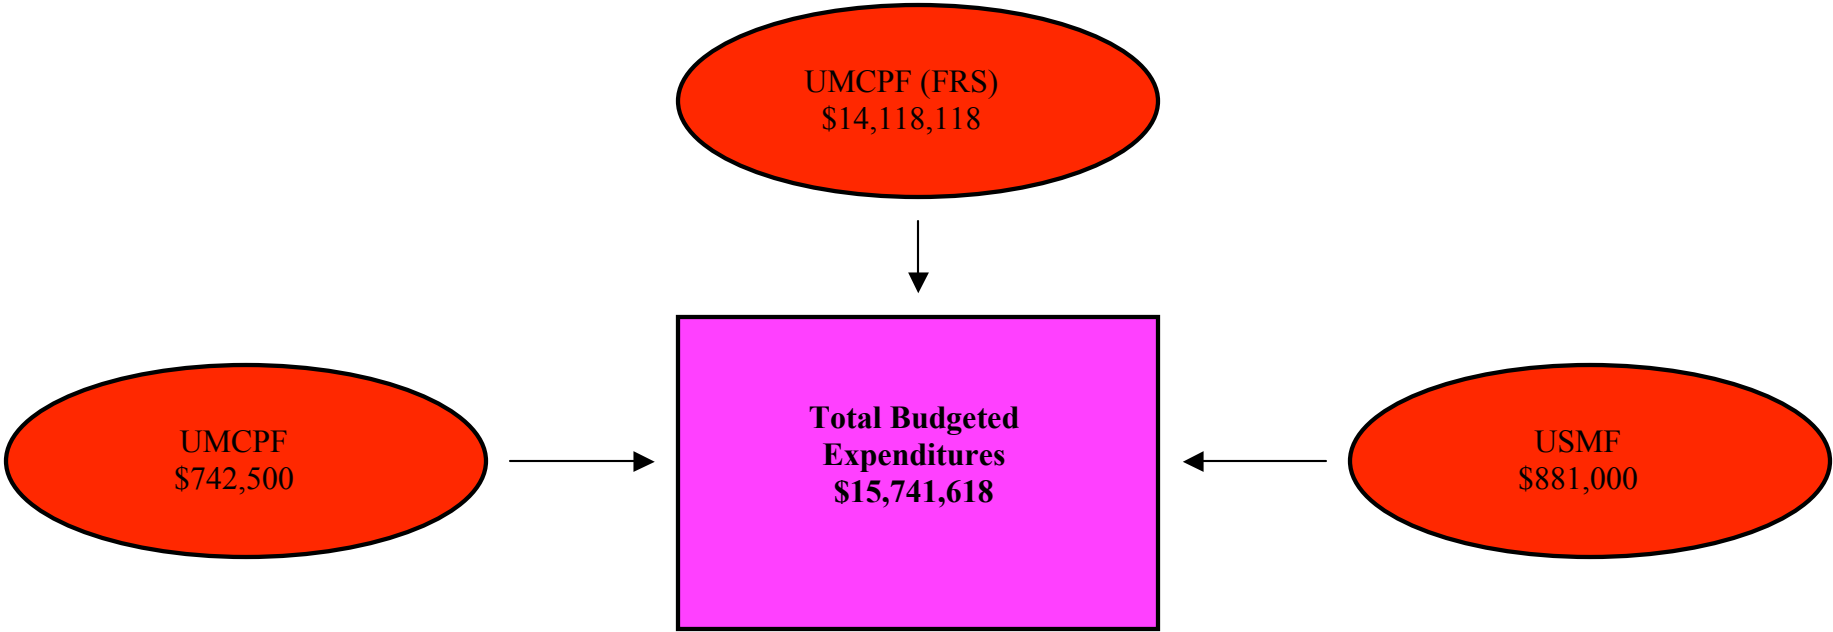 UMCPF (FRS)
$14,118,118
UMCPF
$742,500
Total Budgeted
Expenditures
$15,741,618
USMF
$881,000